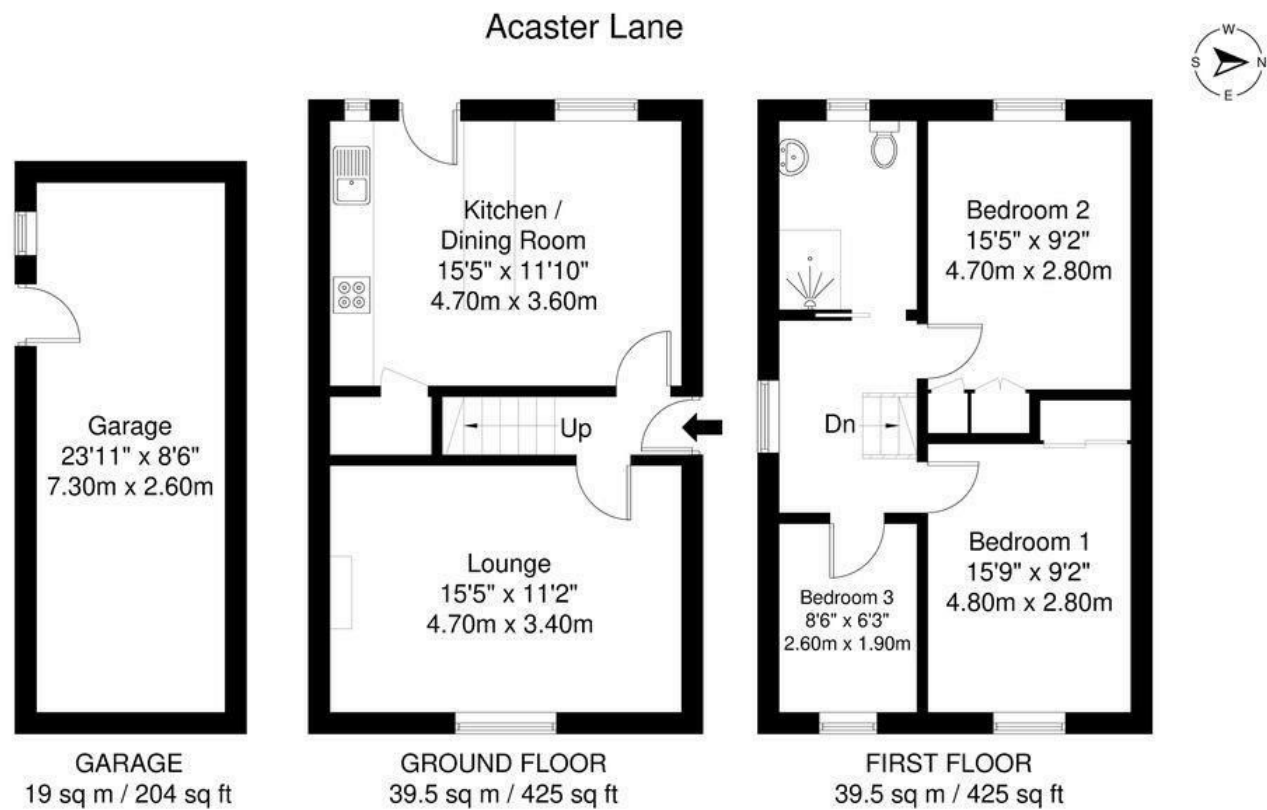 Acaster Lane
W
S
N
E
Garage
23'11" x 8'6"
7.30m x 2.60m
GARAGE
19 sq m / 204 sq ft
Kitchen /
Dining Room
15'5" x 11'10"
4.70m x 3.60m
Up
Lounge
15'5" x 11'2"
4.70m x 3.40m
GROUND FLOOR
39.5 sq m / 425 sq ft
Bedroom 2
15'5" x 9'2"
4.70m x 2.80m
Dn
Bedroom 1
15'9" x 9'2"
4.80m x 2.80m
Bedroom 3
8'6" x 6'3"
2.60m x 1.90m
FIRST FLOOR
39.5 sq m / 425 sq ft